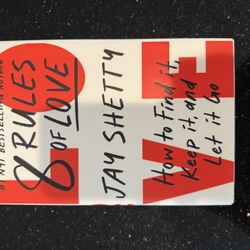 #1 NYT BESTSELLING AUTHOR
8 RULES
OF LOVE
JAY SHETTY
How to Find it,
Keep it, and
Let it Go